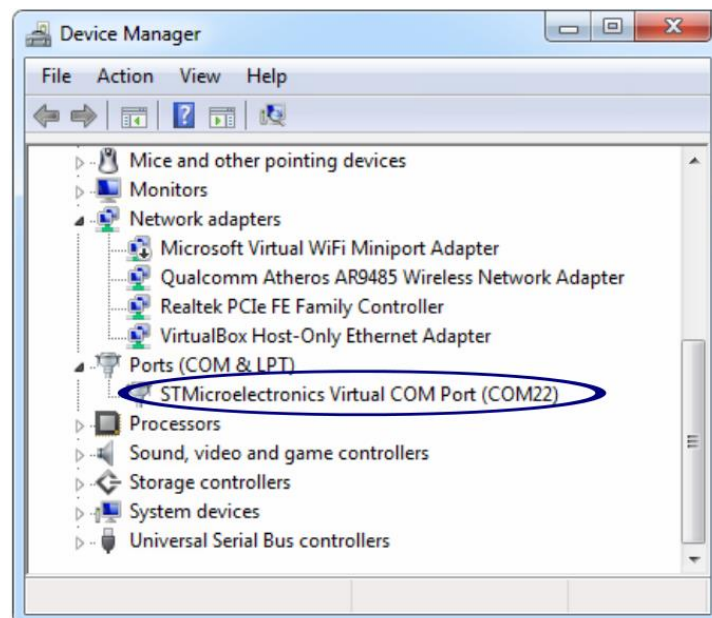 Device Manager
File Action View Help
Mice and other pointing devices
Monitors
Network adapters
Microsoft Virtual WiFi Miniport Adapter
Qualcomm Atheros AR9485 Wireless Network Adapter
Realtek PCIe FE Family Controller
VirtualBox Host-Only Ethernet Adapter
Ports (COM & LPT)
STMicroelectronics Virtual COM Port (COM22)
Processors
Sound, video and game controllers
Storage controllers
System devices
Universal Serial Bus controllers